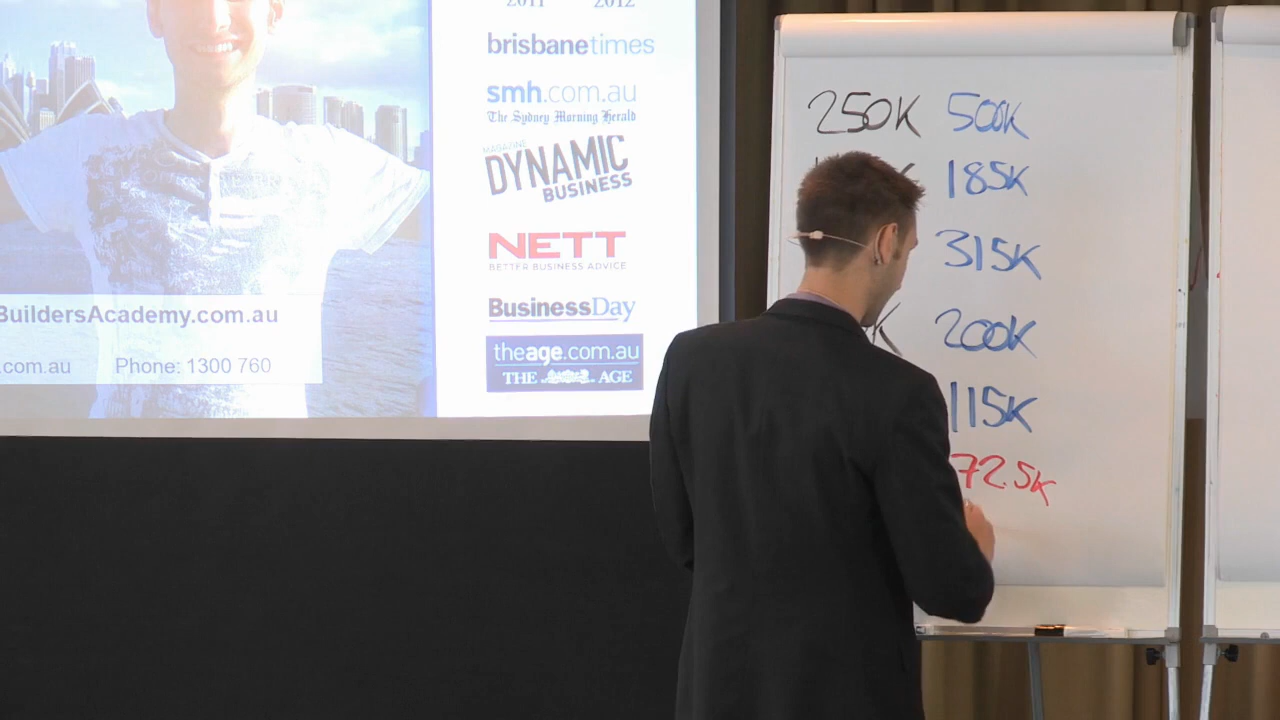 2011 2012
brisbanetimes
smh.com.au
The Sydney Morning Herald
MAGAZINE
DYNAMIC
BUSINESS
NETT
BETTER BUSINESS ADVICE
BusinessDay
theage.com.au
THE AGE
BuildersAcademy.com.au
.com.au Phone: 1300 760
250K 500K
185K
315K
K 200K
115K
72.5K